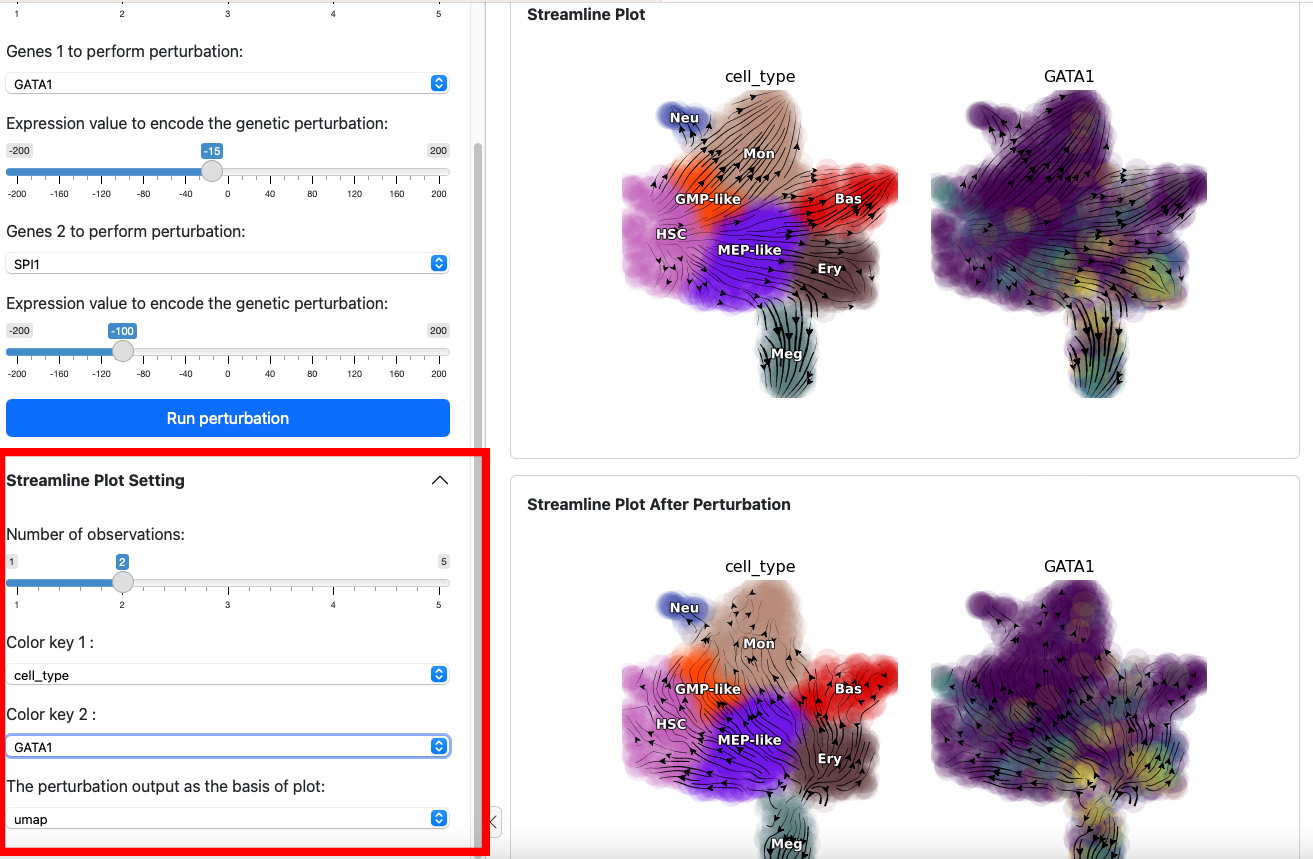 1 2 3 4 5
Genes 1 to perform perturbation:
GATA1
Expression value to encode the genetic perturbation:
-200 -15 200
-200 -160 -120 -80 -40 0 40 80 120 160 200
Genes 2 to perform perturbation:
SPI1
Expression value to encode the genetic perturbation:
-200 -100 200
-200 -160 -120 -80 -40 0 40 80 120 160 200
Run perturbation
Streamline Plot Setting
Number of observations:
1 2 5
1 2 3 4 5
Color key 1 :
cell_type
Color key 2 :
GATA1
The perturbation output as the basis of plot:
umap
Streamline Plot
cell_type GATA1
Neu
Mon
GMP-like Bas
HSC
MEP-like
Ery
Meg
Streamline Plot After Perturbation
cell_type GATA1
Neu
Mon
GMP-like Bas
HSC
MEP-like
Ery
Meg